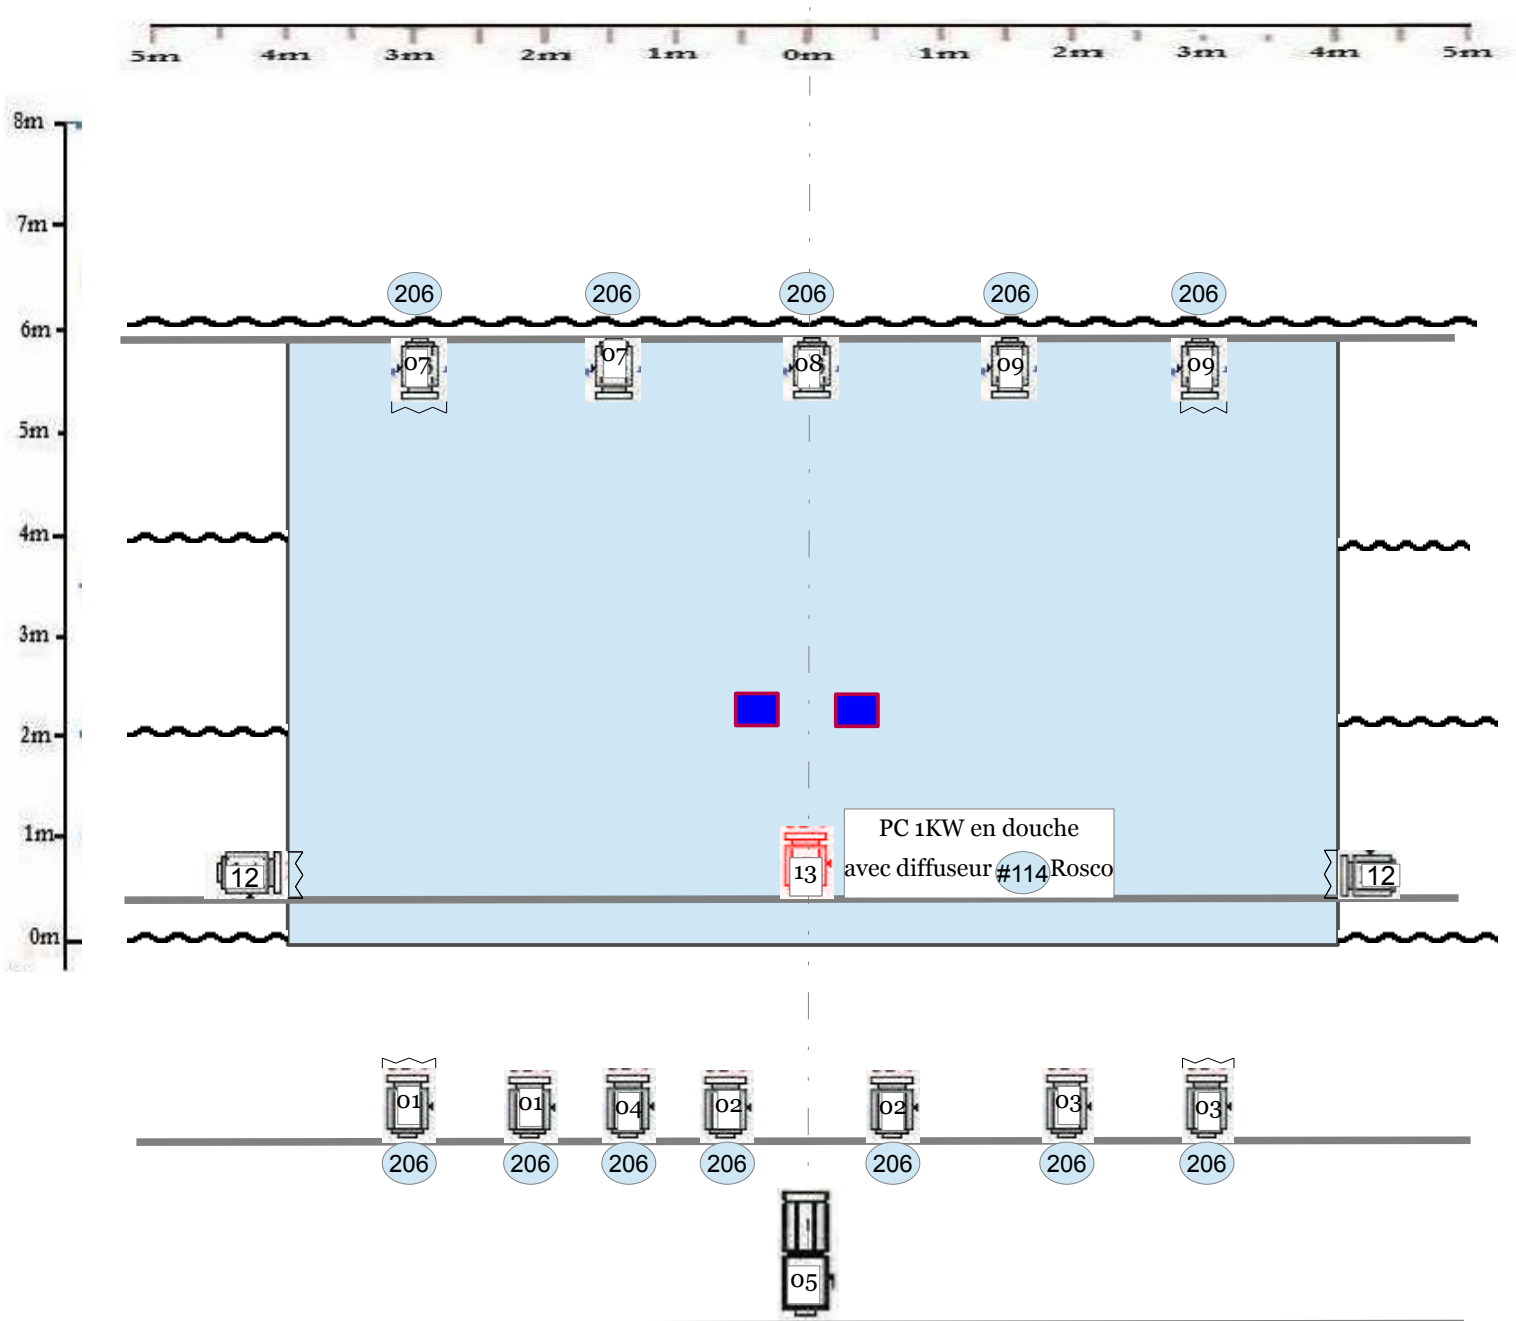 5m 4m 3m 2m 1m 0m 1m 2m 3m 4m 5m
8m
7m
206 206 206 206 206
6m
07 07 08 09 09
5m
4m
3m
2m
1m
PC 1KW en douche
avec diffuseur #114 Rosco
12 13 12
0m
01 01 04 02 02 03 03
206 206 206 206 206 206 206
05